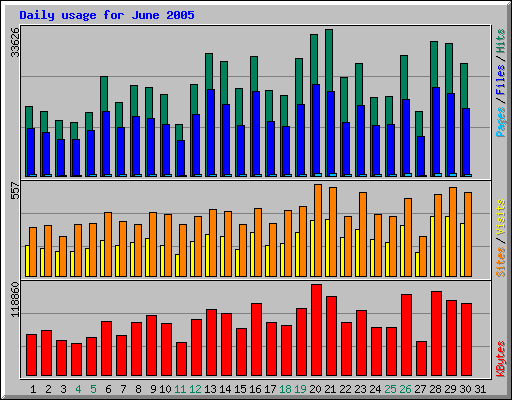 Daily usage for June 2005
33626
Pages / Files / Hits
557
Sites / Visits
118860
KBytes
1 2 3 4 5 6 7 8 9 10 11 12 13 14 15 16 17 18 19 20 21 22 23 24 25 26 27 28 29 30 31